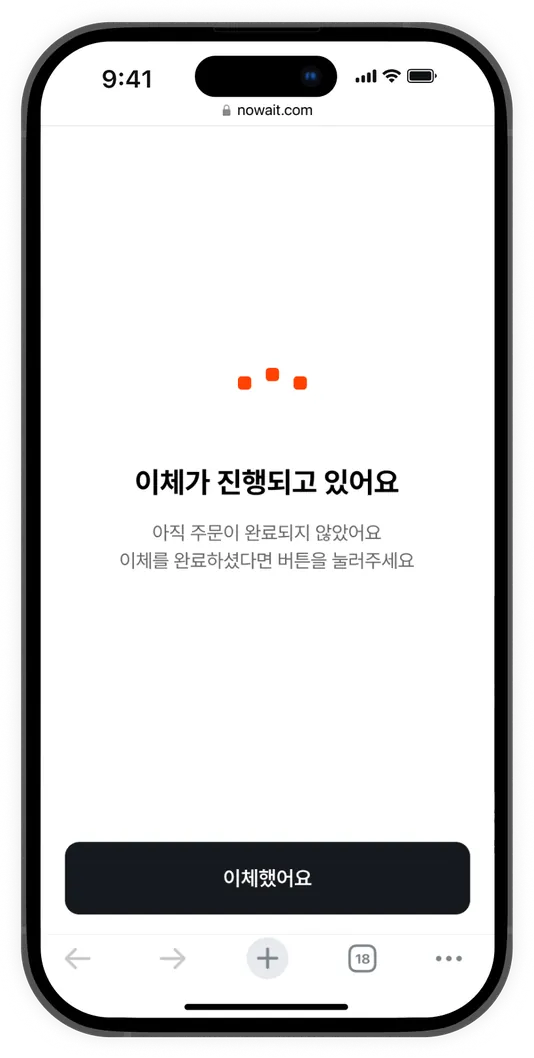 9:41
nowait.com
이체가 진행되고 있어요
아직 주문이 완료되지 않았어요
이체를 완료하셨다면 버튼을 눌러주세요
이체했어요
18